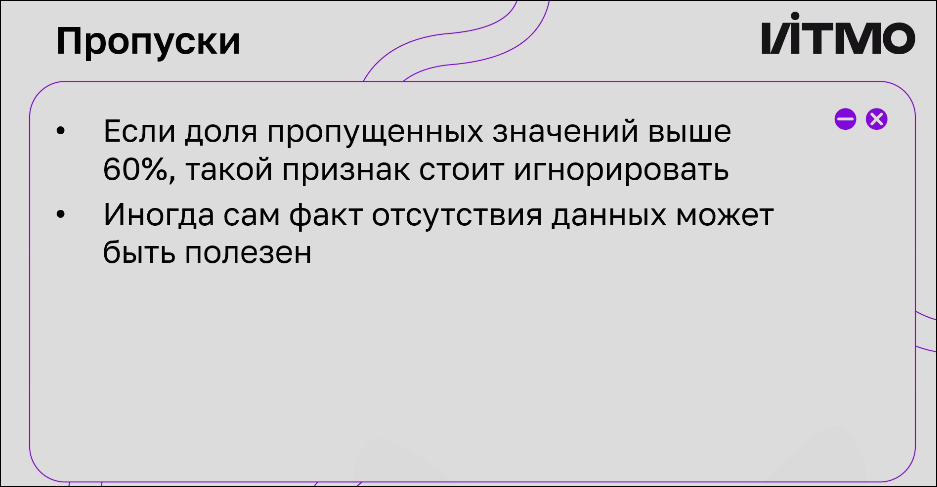 Пропуски
ИТМО
• Если доля пропущенных значений выше
60%, такой признак стоит игнорировать
• Иногда сам факт отсутствия данных может
быть полезен